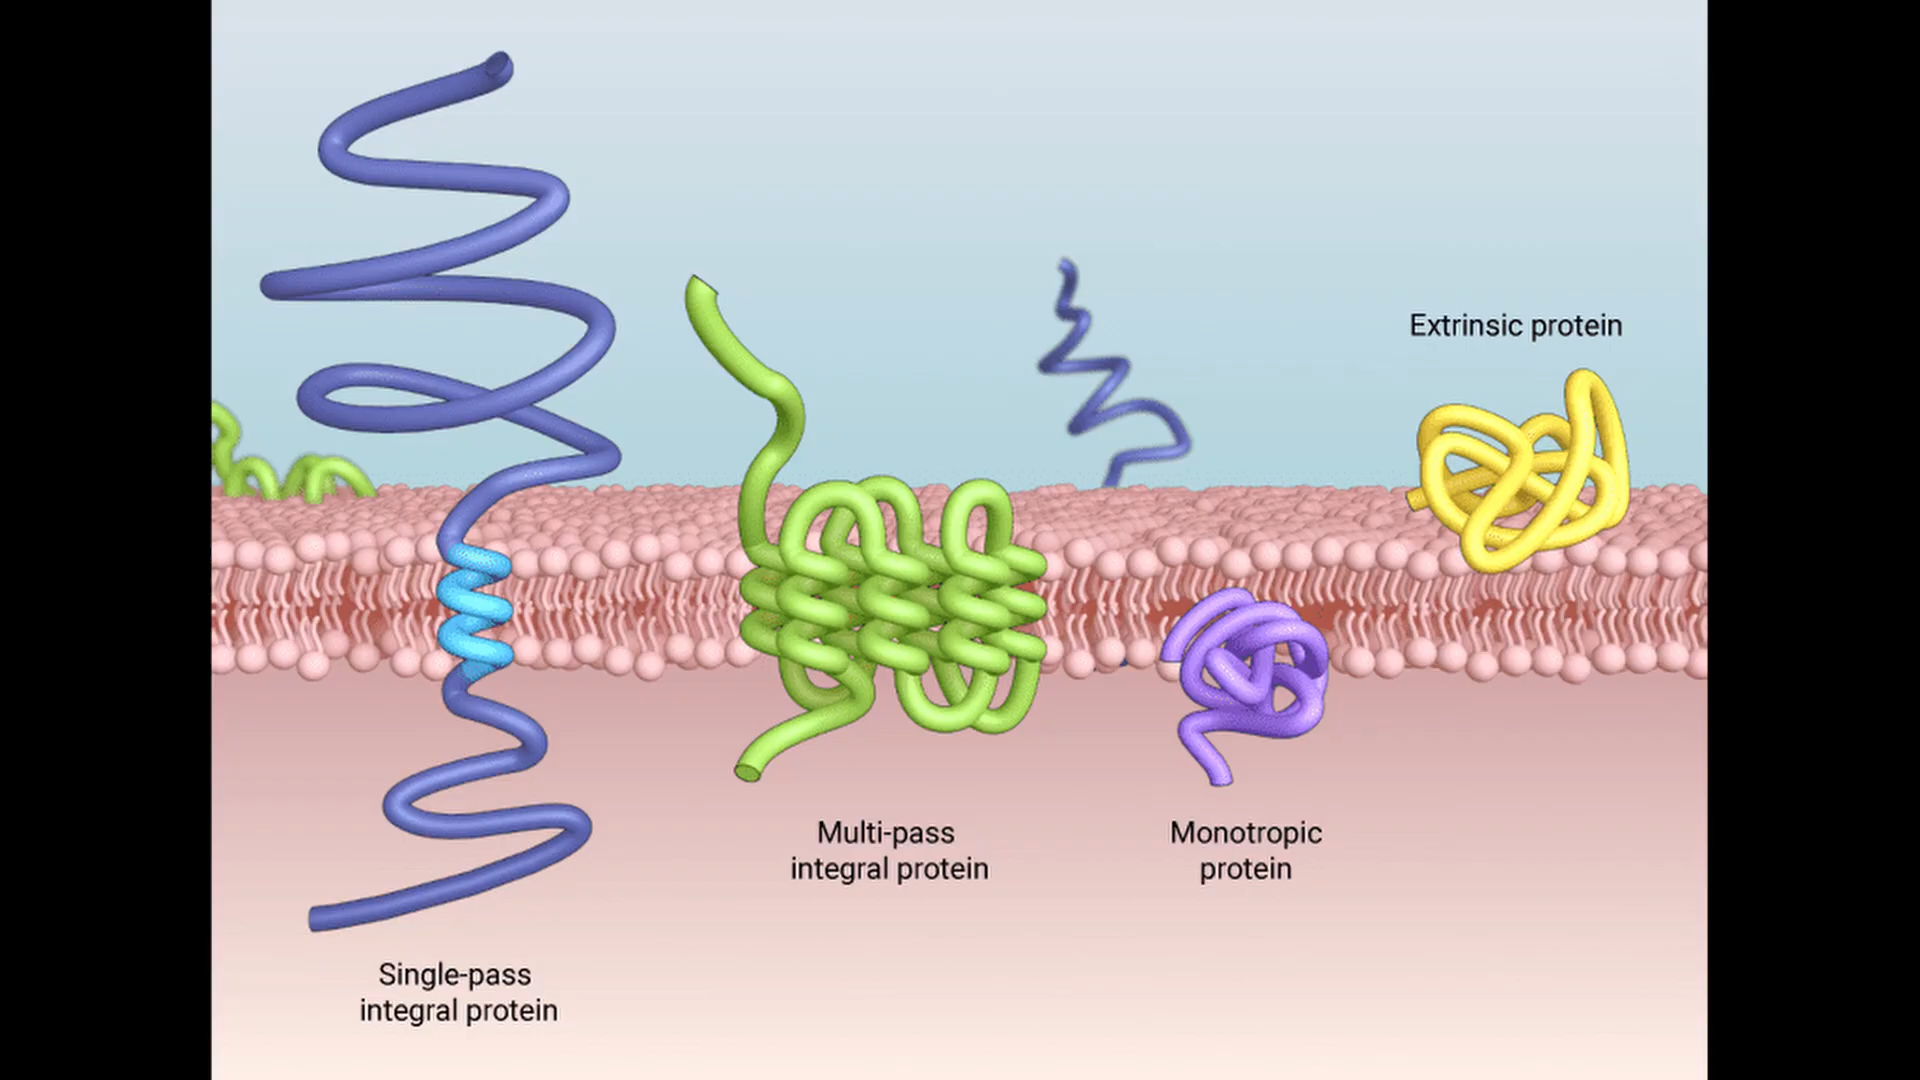 Extrinsic protein
Multi-pass
integral protein
Monotropic
protein
Single-pass
integral protein